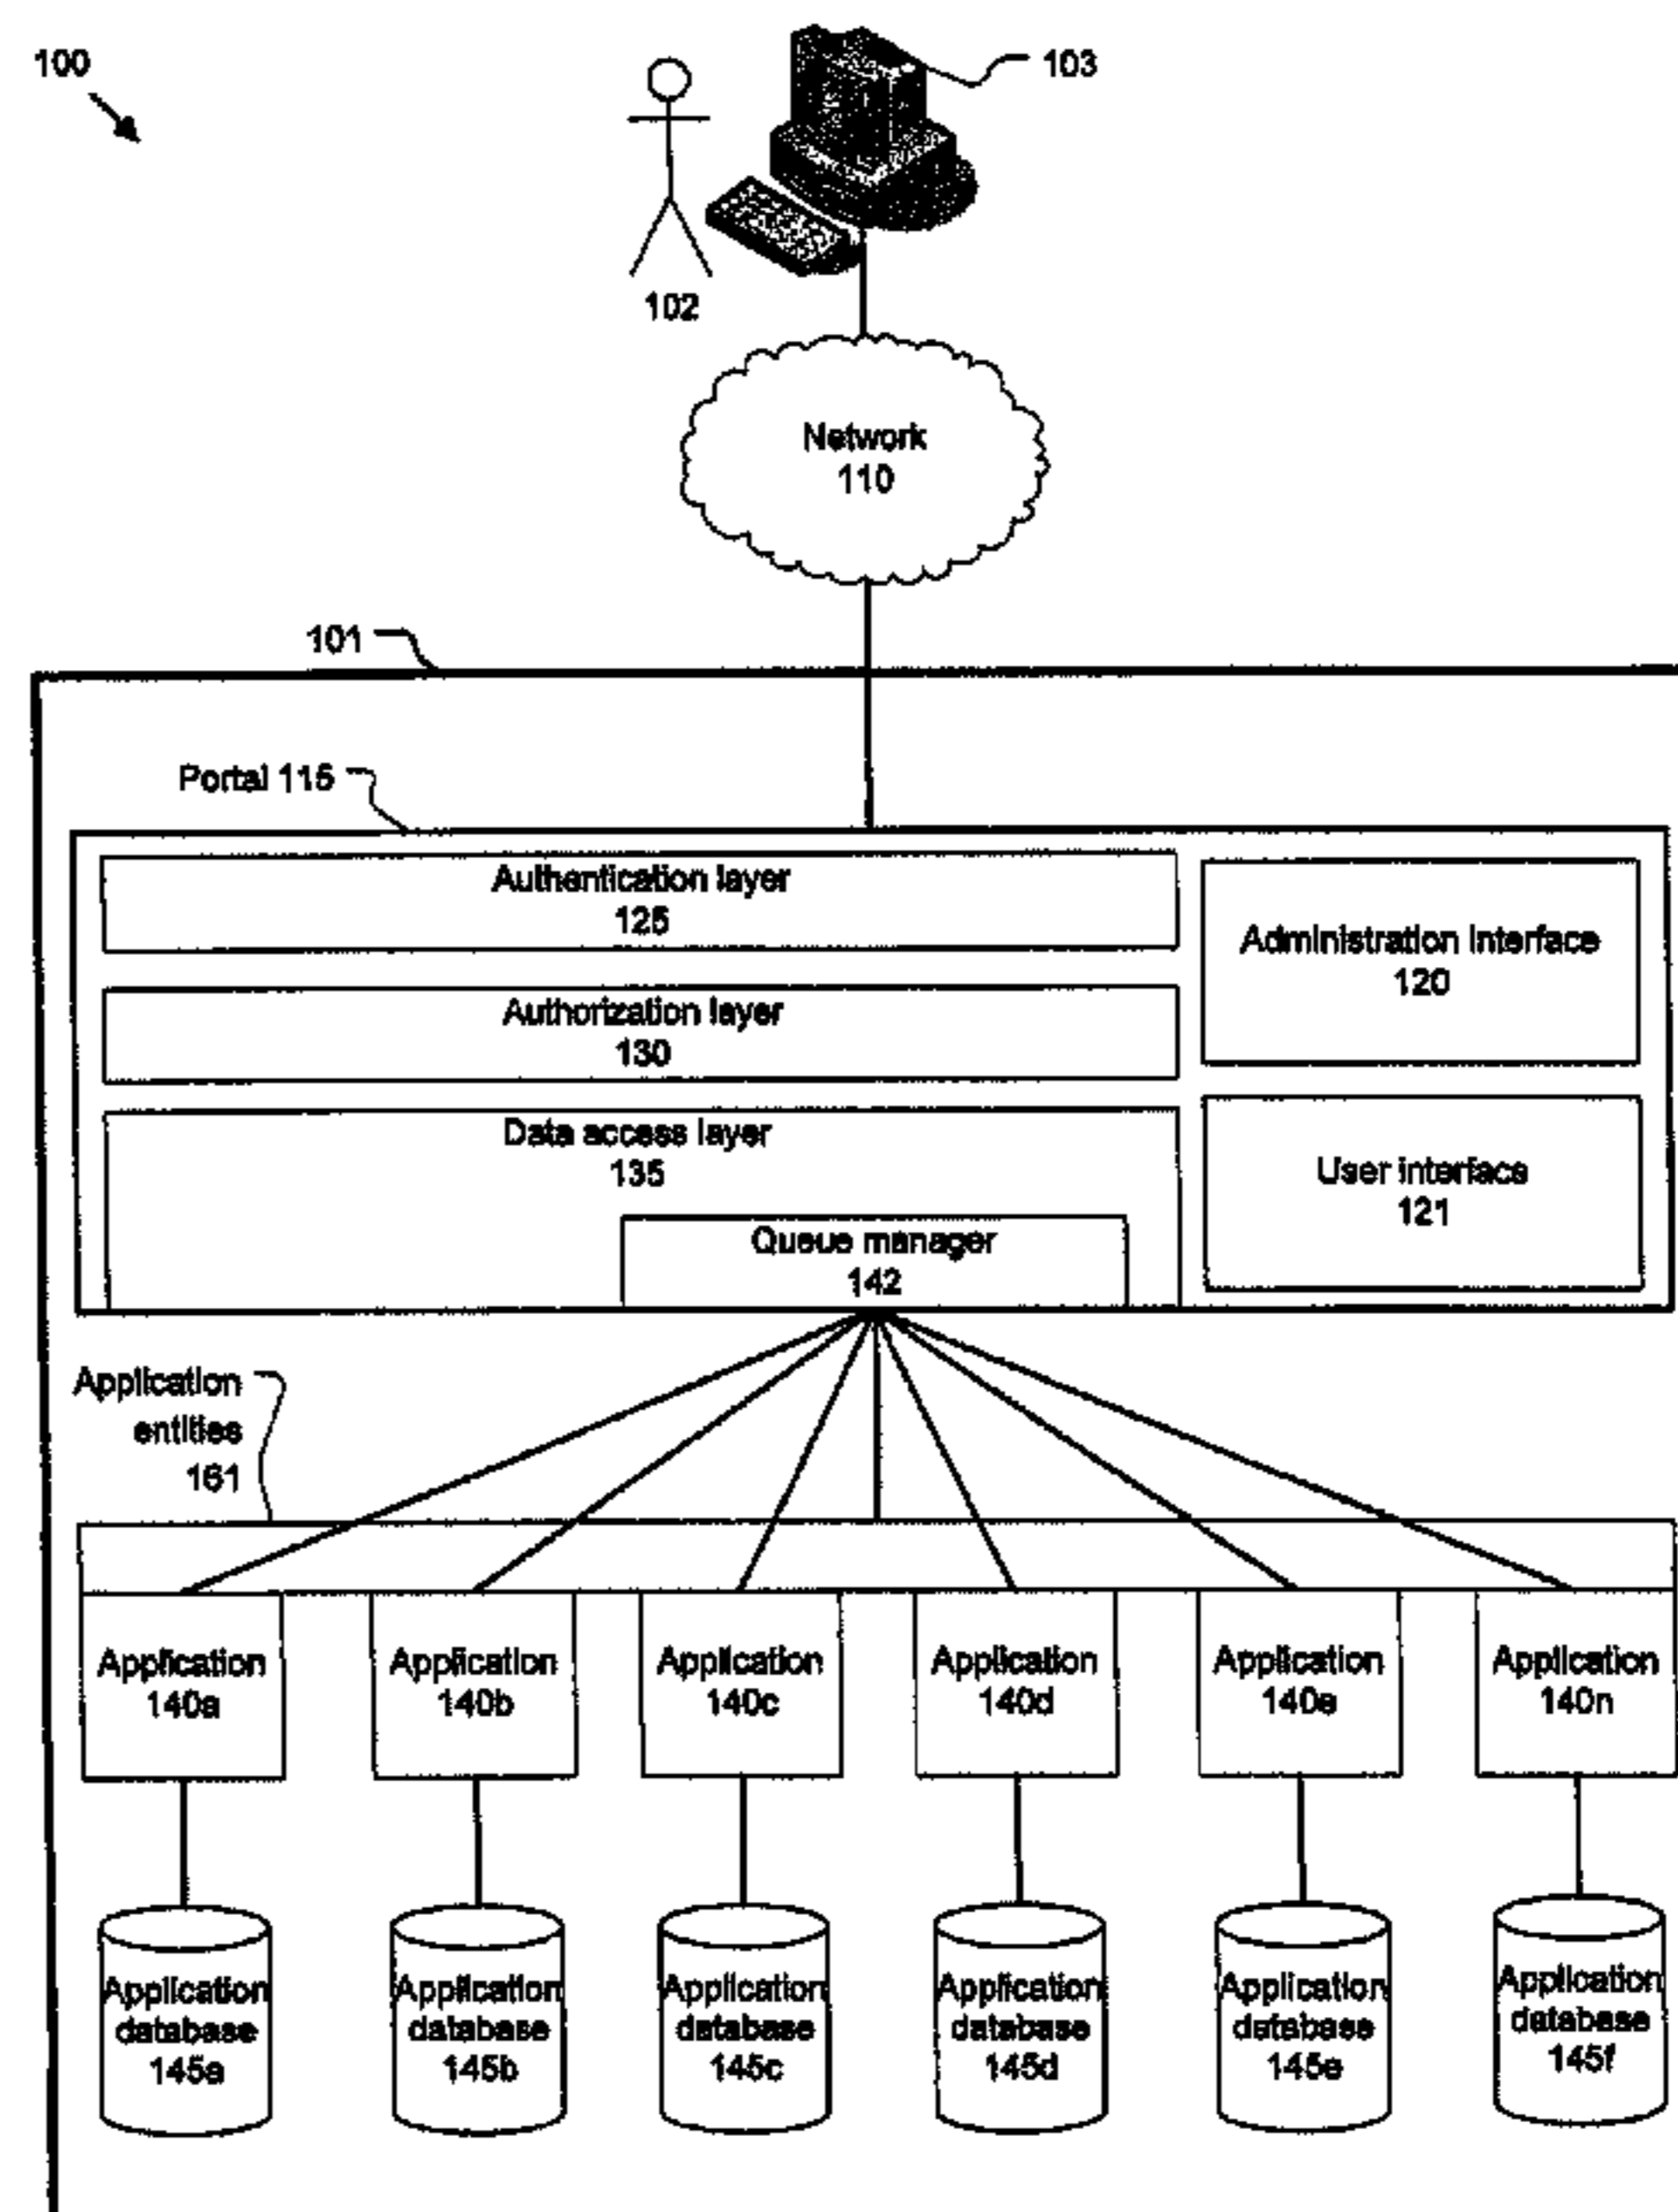 100
103
102
Network
110
101
Portal 115
Authentication layer
125
Administration interface
120
Authorization layer
130
Data access layer
135
User interface
121
Queue manager
142
Application
entities
161
Application
140a
Application
140b
Application
140c
Application
140d
Application
140e
Application
140n
Application
database
145a
Application
database
145b
Application
database
145c
Application
database
145d
Application
database
145e
Application
database
145f